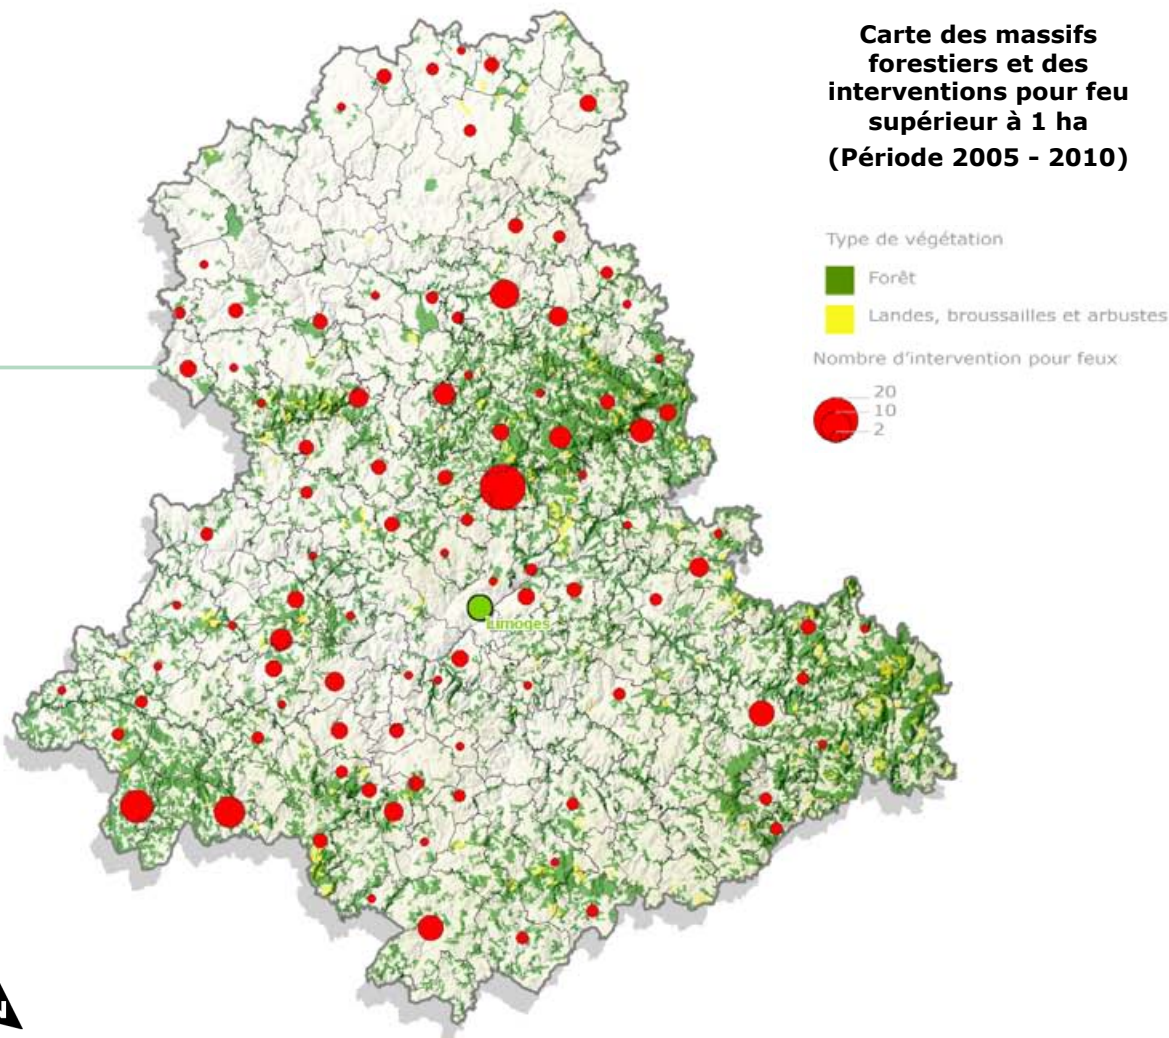 Carte des massifs
forestiers et des
interventions pour feu
supérieur à 1 ha
(Période 2005 - 2010)
Type de végétation
Forêt
Landes, broussailles et arbustes
Nombre d'intervention pour feux
20
10
2
Limoges
N